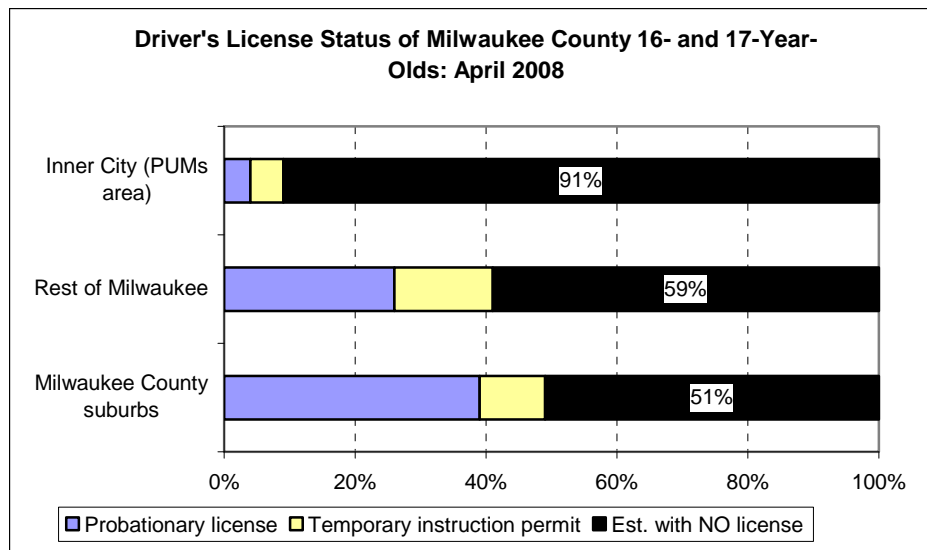 Driver's License Status of Milwaukee County 16- and 17-Year-
Olds: April 2008
Inner City (PUMs
area)
91%
Rest of Milwaukee
59%
Milwaukee County
suburbs
51%
0% 20% 40% 60% 80% 100%
Probationary license Temporary instruction permit Est. with NO license